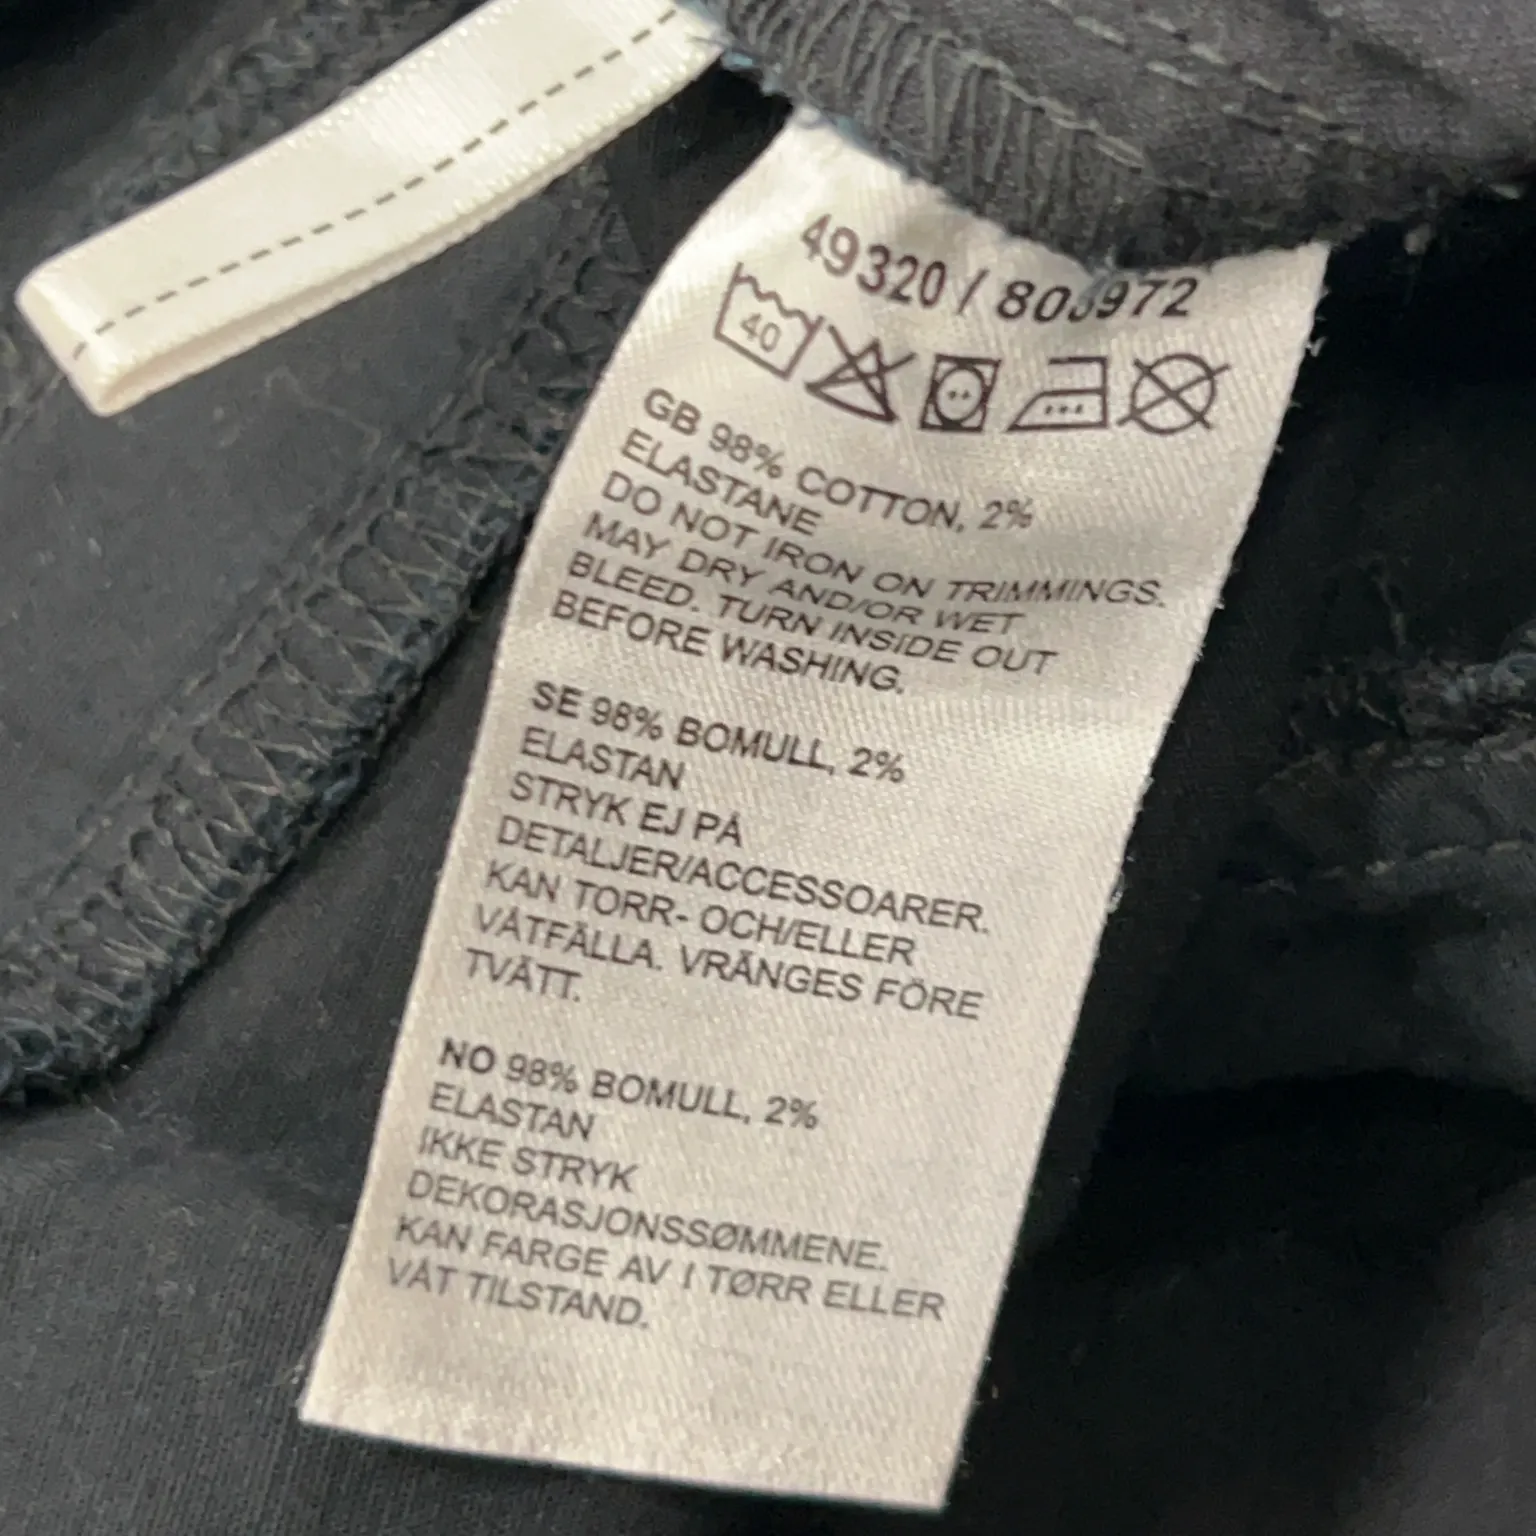 49320 / 803972
40
GB 98% COTTON, 2%
ELASTANE
DO NOT IRON ON TRIMMINGS.
MAY DRY AND/OR WET
BLEED. TURN INSIDE OUT
BEFORE WASHING.
SE 98% BOMULL, 2%
ELASTAN
STRYK EJ PÅ
DETALJER/ACCESSOARER.
KAN TORR- OCH/ELLER
VÅTFÄLLA. VRÄNGES FÖRE
TVÄTT.
NO 98% BOMULL, 2%
ELASTAN
IKKE STRYK
DEKORASJONSSØMMENE.
KAN FARGE AV I TØRR ELLER
VÅT TILSTAND.